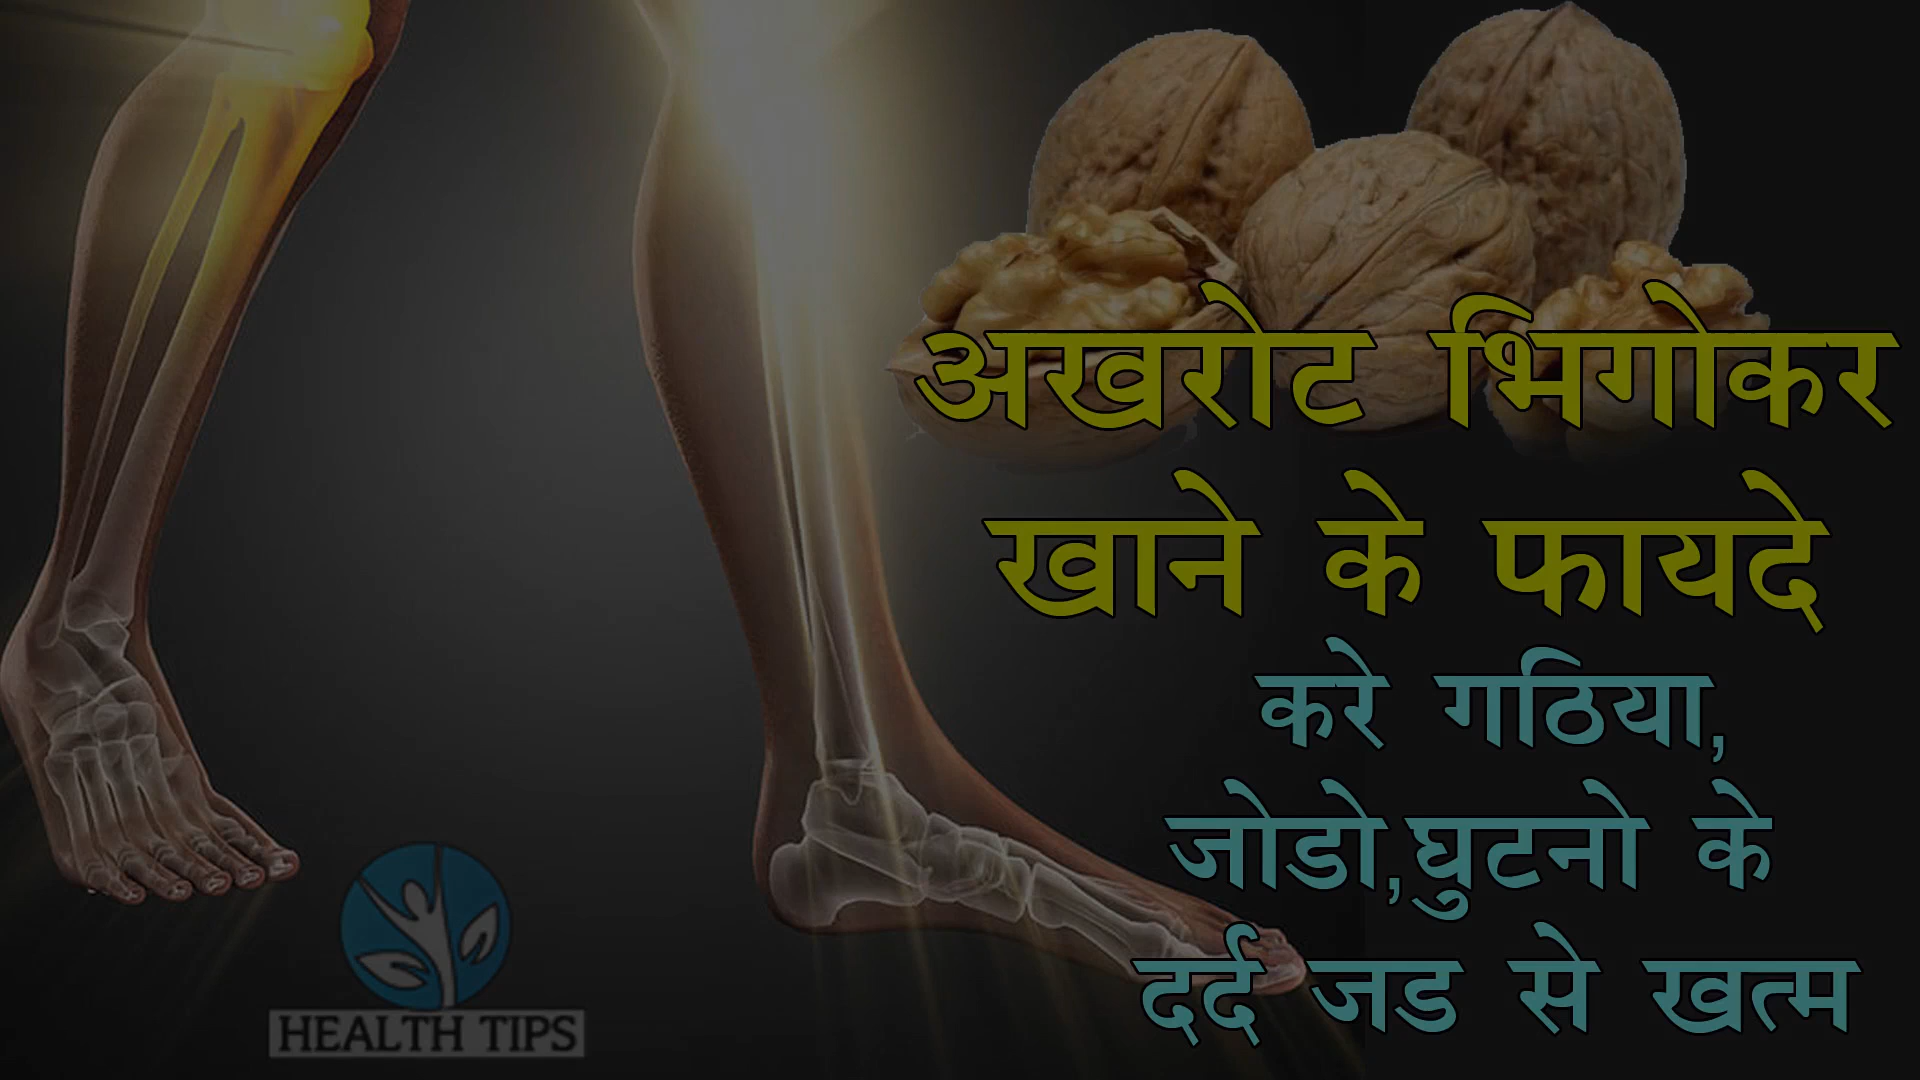 अखरोट भिगोकर
खाने के फायदे
करे गठिया,
जोडो,घुटनो के
दर्द जड से खत्म
HEALTH TIPS